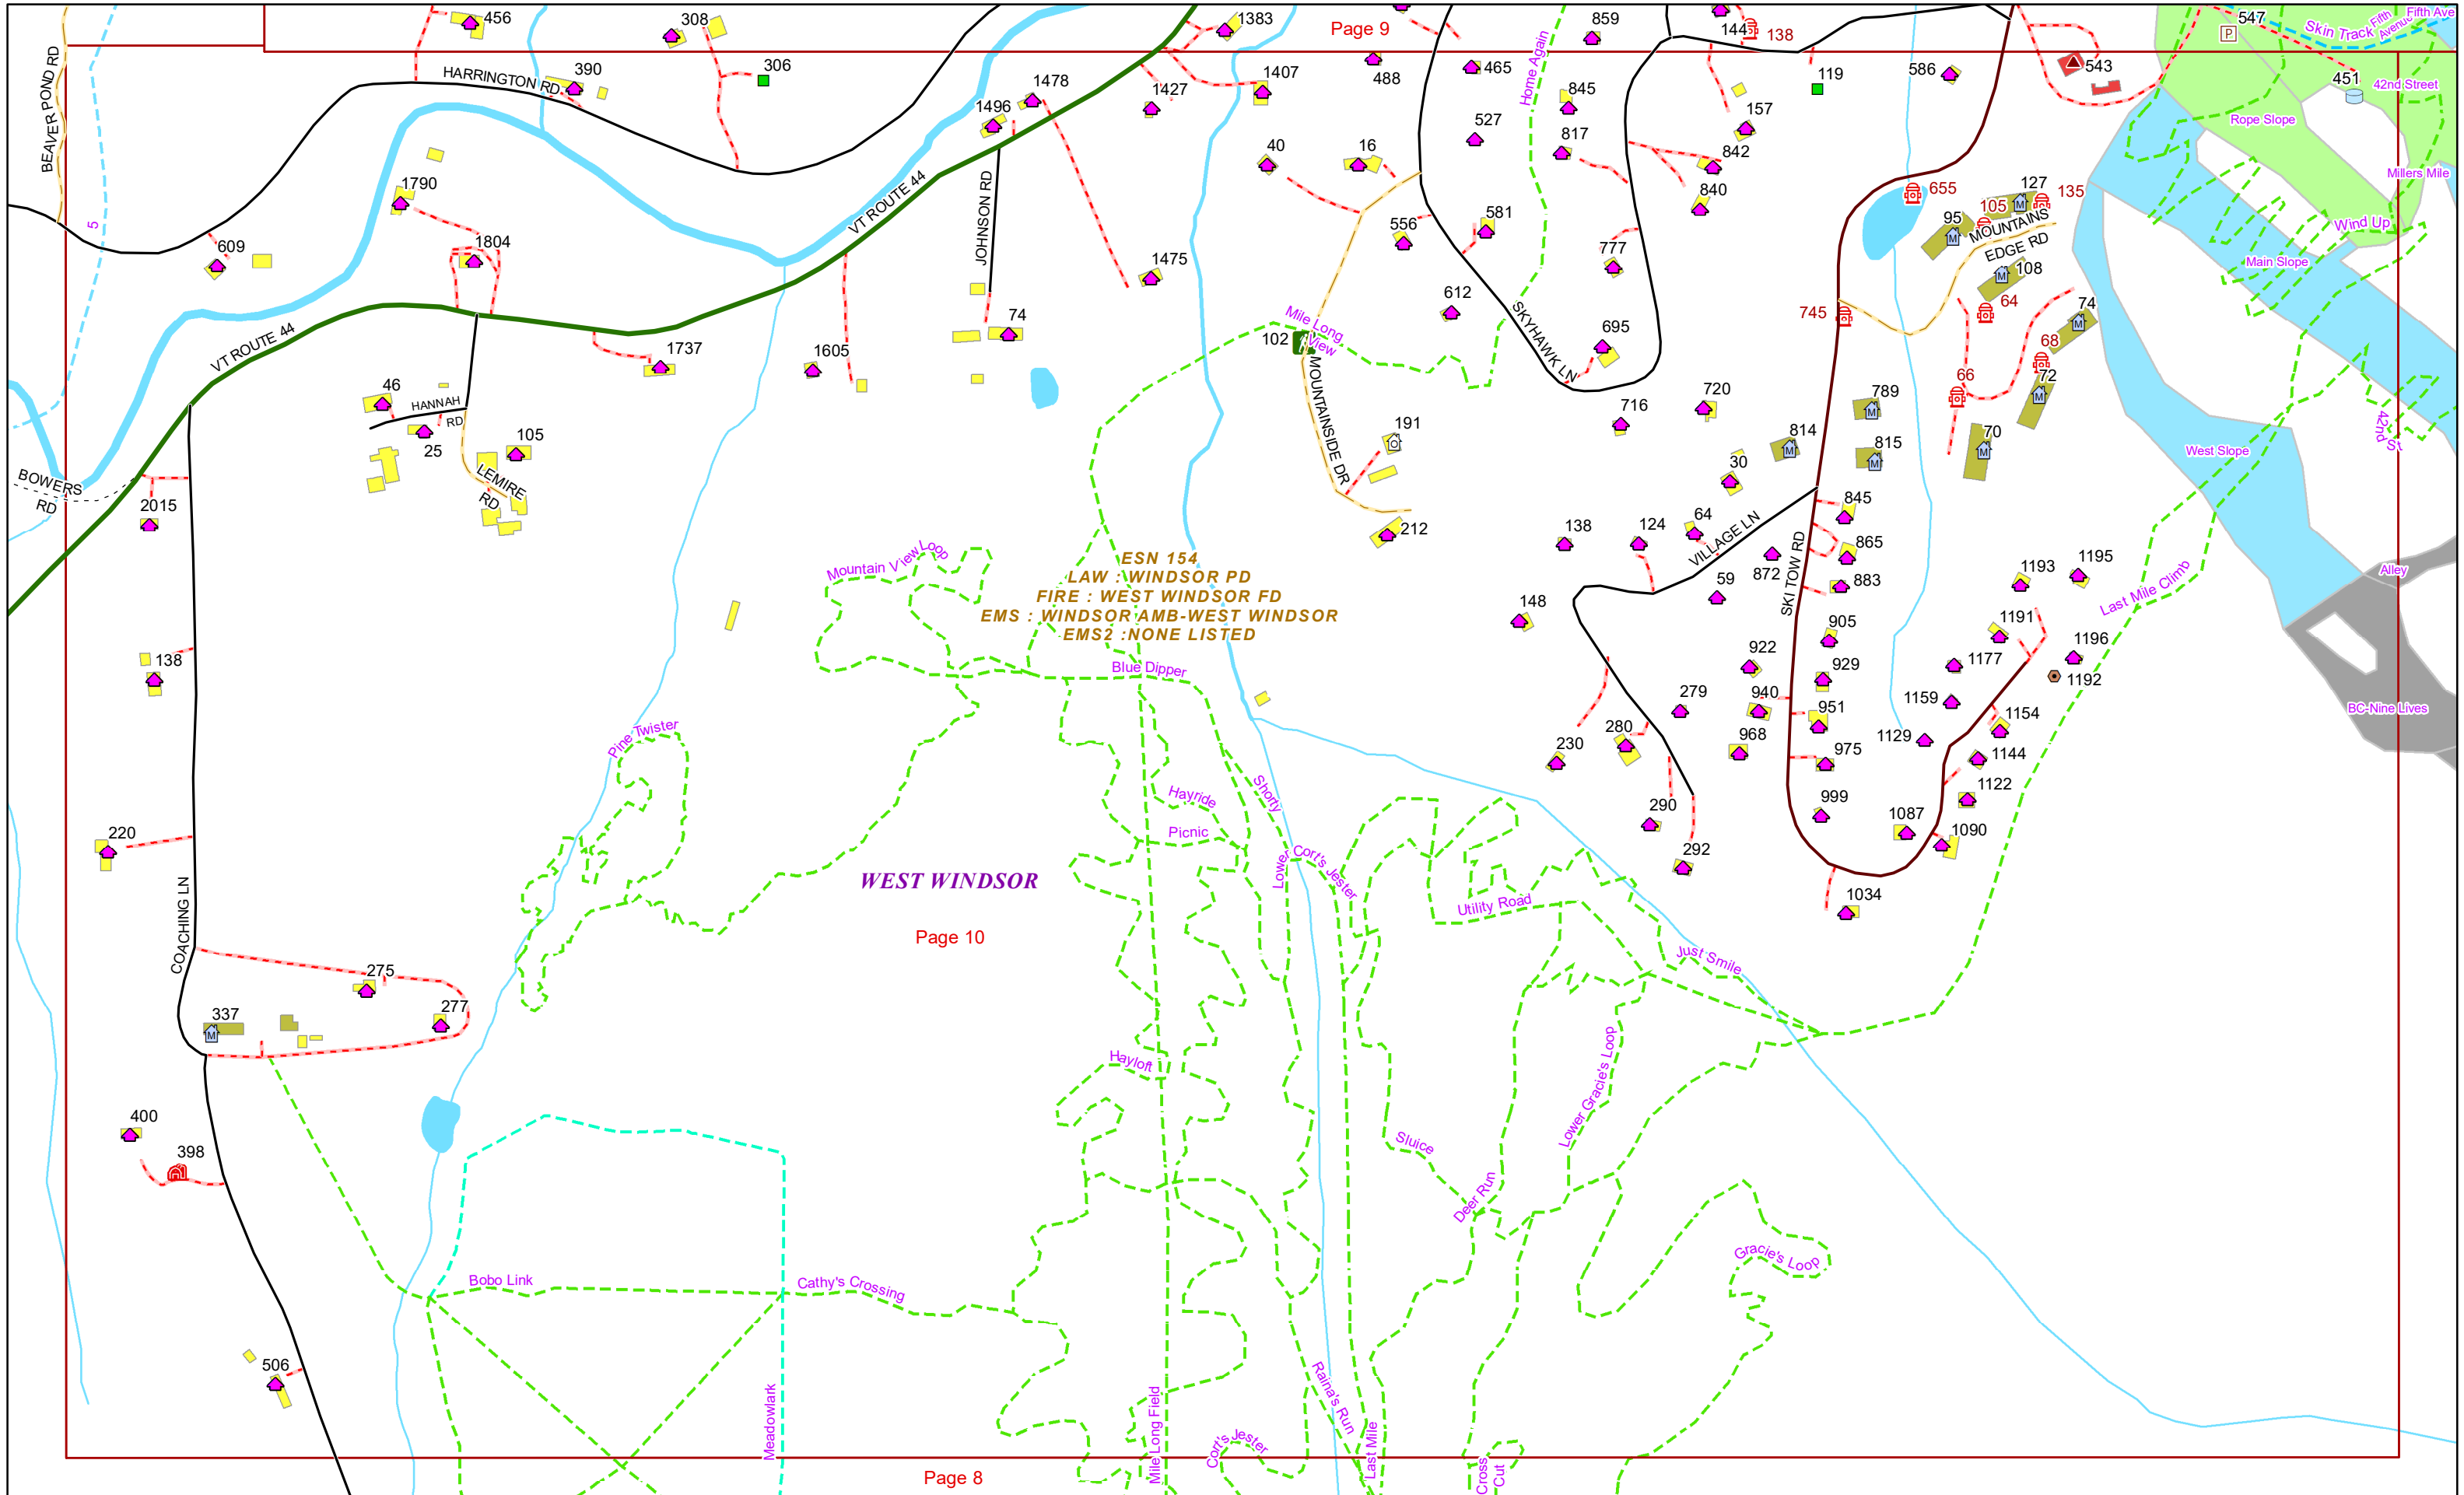 456
308
1383
Page 9
859
144
138
547
Skin Track
Fifth
Avenue
Fifth Ave
BEAVER POND RD
HARRINGTON RD
390
306
1478
1496
1427
1407
488
465
Home Again
845
119
586
543
451
42nd Street
157
Rope Slope
527
817
842
840
40
16
1790
VT ROUTE 44
JOHNSON RD
655
127
135
105
95
MOUNTAINS
EDGE RD
108
Millers Mile
Wind Up
Main Slope
5
609
1804
1475
556
581
777
612
SKYHAWK LN
745
64
74
68
72
66
70
VT ROUTE 44
1737
1605
74
Mile Long
View
102
MOUNTAINSIDE DR
695
46
HANNAH
RD
25
105
LEMIRE
RD
191
212
716
720
789
814
815
30
42nd
St
West Slope
BOWERS
RD
2015
845
138
124
64
VILLAGE LN
SKI TOW RD
872
865
883
59
148
Mountain View Loop
ESN 154
LAW : WINDSOR PD
FIRE : WEST WINDSOR FD
EMS : WINDSOR AMB-WEST WINDSOR
EMS2 :NONE LISTED
Blue Dipper
1193
1195
Last Mile Climb
Alley
905
1191
1196
922
929
1177
1192
138
279
940
951
1159
1154
BC-Nine Lives
Pine Twister
230
280
968
975
1129
1144
Shorty
Hayride
Picnic
290
999
1122
1087
1090
220
292
Lower
Cort's Jester
WEST WINDSOR
Utility Road
1034
COACHING LN
Page 10
Just Smile
275
277
337
Hayloft
Lower Gracie's Loop
400
398
Sluice
Deer Run
Gracie's Loop
Bobo Link
Cathy's Crossing
506
Meadowlark
Mile Long Field
Cort's Jester
Raina's Run
Last Mile
Cross
Cut
Page 8
P
M
M
M
M
M
M
M
M
M
M